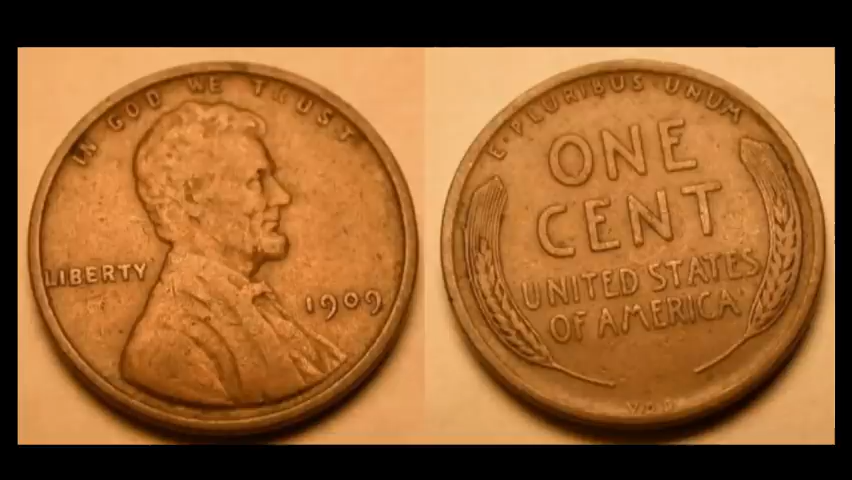 IN GOD WE TRUST
LIBERTY
1909
E·PLURIBUS·UNUM
ONE
CENT
UNITED STATES
OF AMERICA
V.D.B.